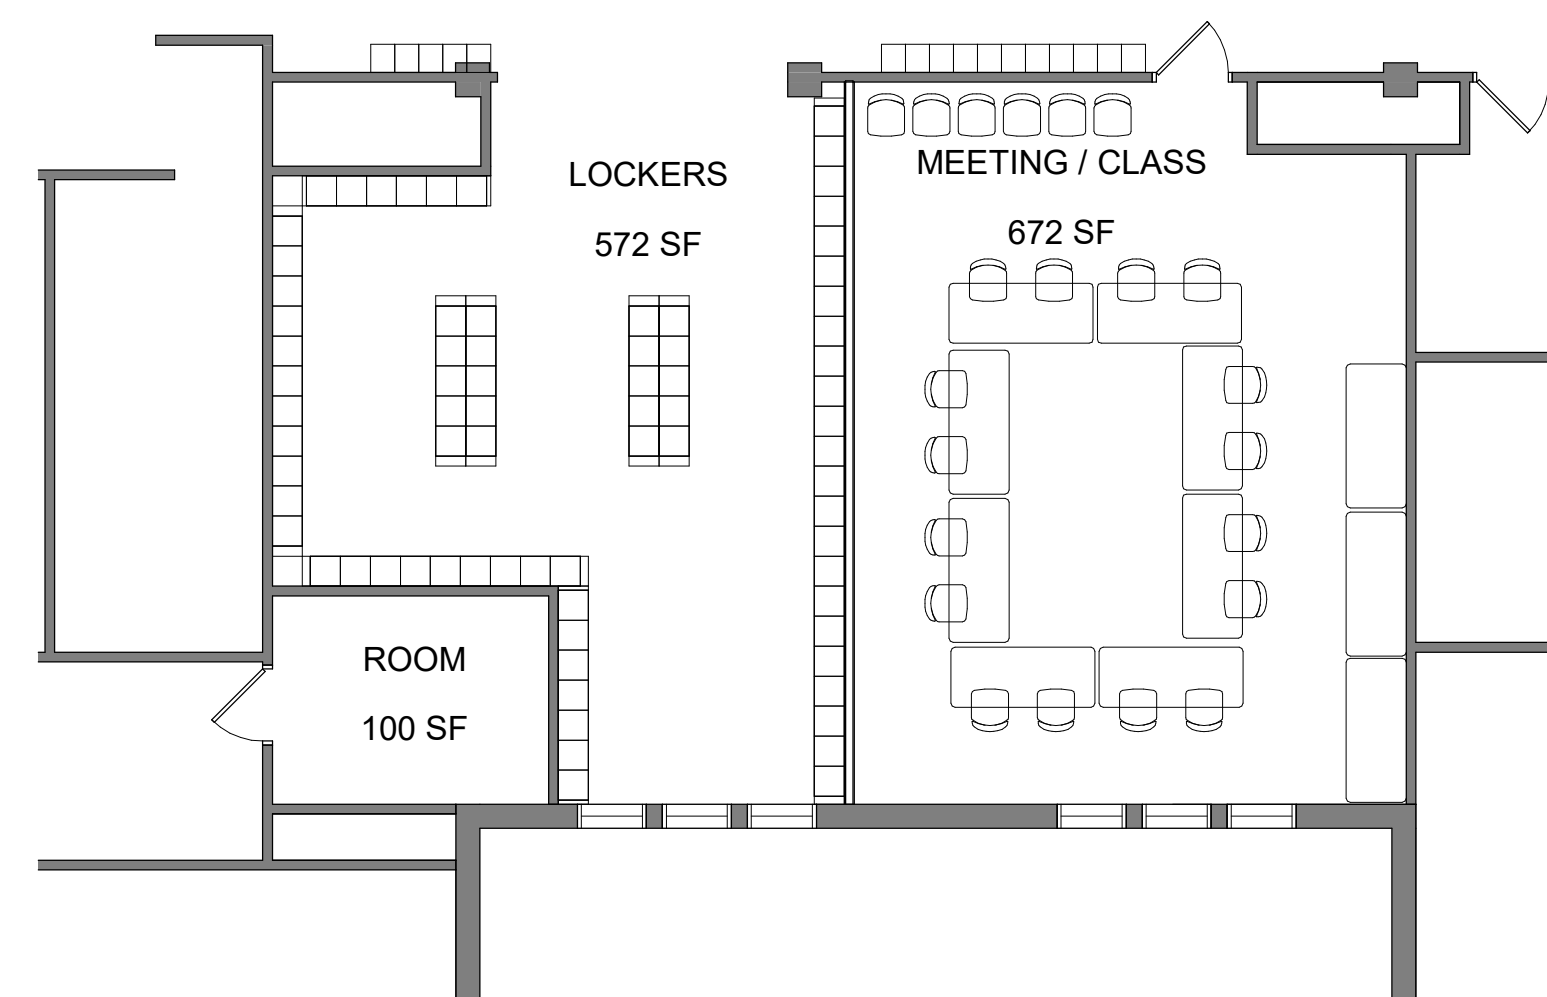 LOCKERS
572 SF
MEETING / CLASS
672 SF
ROOM
100 SF